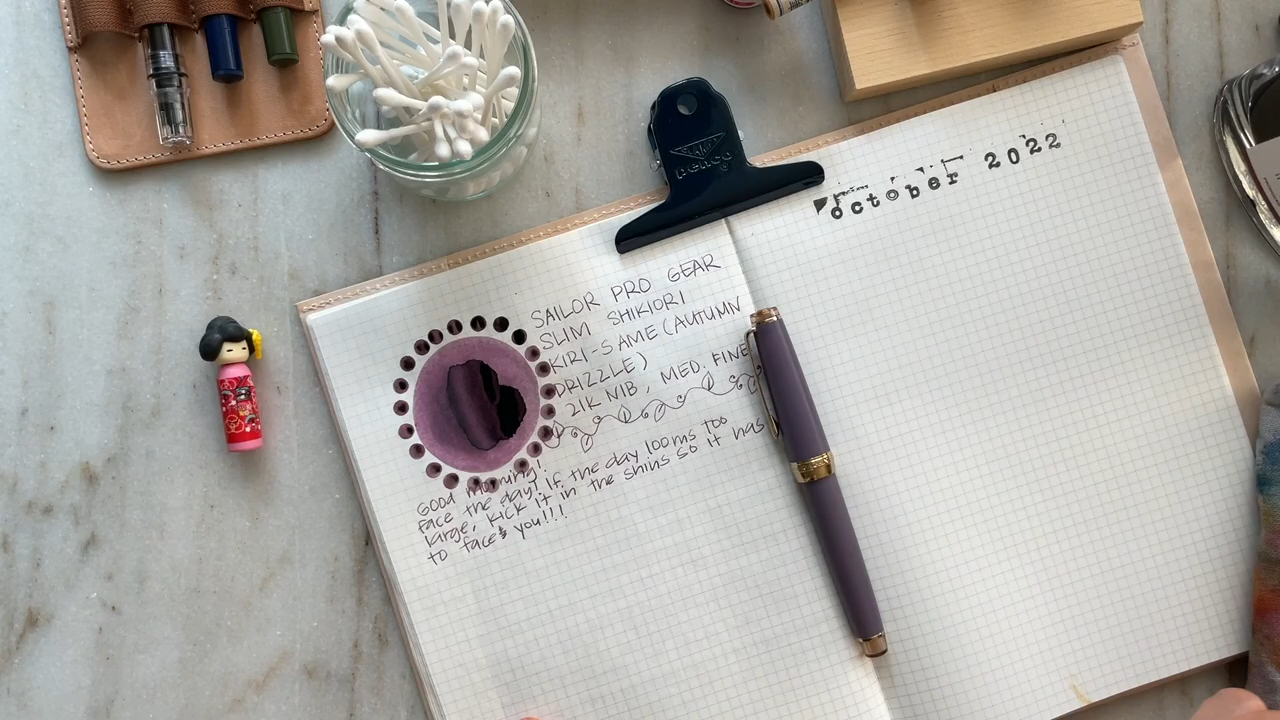 october 2022
penco
SAILOR PRO GEAR
SLIM SHIKIORI
KIRI-SAME (AUTUMN
DRIZZLE)
21K NIB, MED. FINE
Good morning!
face the day! If the day looms too
large, kick it in the shins so it has
to face you!!!